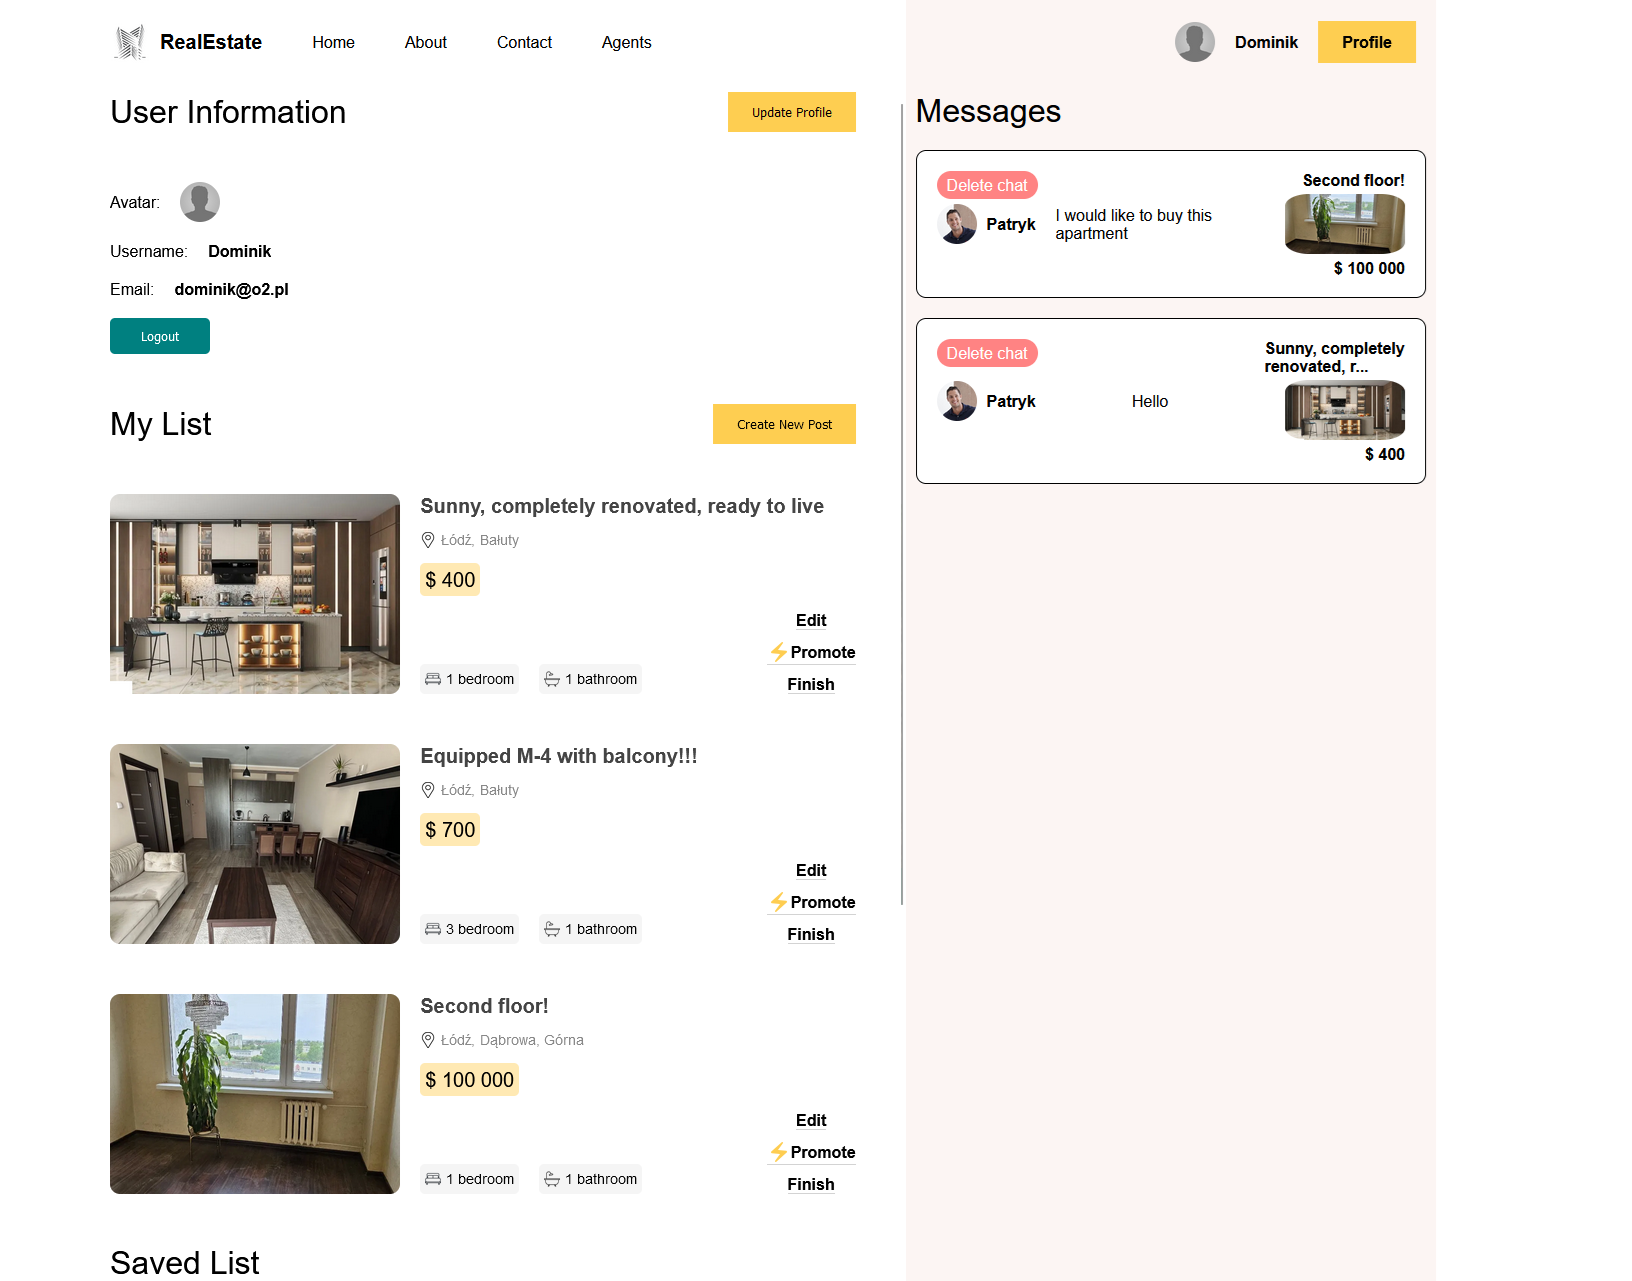 RealEstate
Home
About
Contact
Agents
Dominik
Profile
User Information
Update Profile
Avatar:
Username: Dominik
Email: dominik@o2.pl
Logout
My List
Create New Post
Sunny, completely renovated, ready to live
Łódź, Bałuty
$ 400
1 bedroom
1 bathroom
Edit
⚡Promote
Finish
Equipped M-4 with balcony!!!
Łódź, Bałuty
$ 700
3 bedroom
1 bathroom
Edit
⚡Promote
Finish
Second floor!
Łódź, Dąbrowa, Górna
$ 100 000
1 bedroom
1 bathroom
Edit
⚡Promote
Finish
Saved List
Messages
Delete chat
Patryk
I would like to buy this
apartment
Second floor!
$ 100 000
Delete chat
Patryk
Hello
Sunny, completely
renovated, r...
$ 400